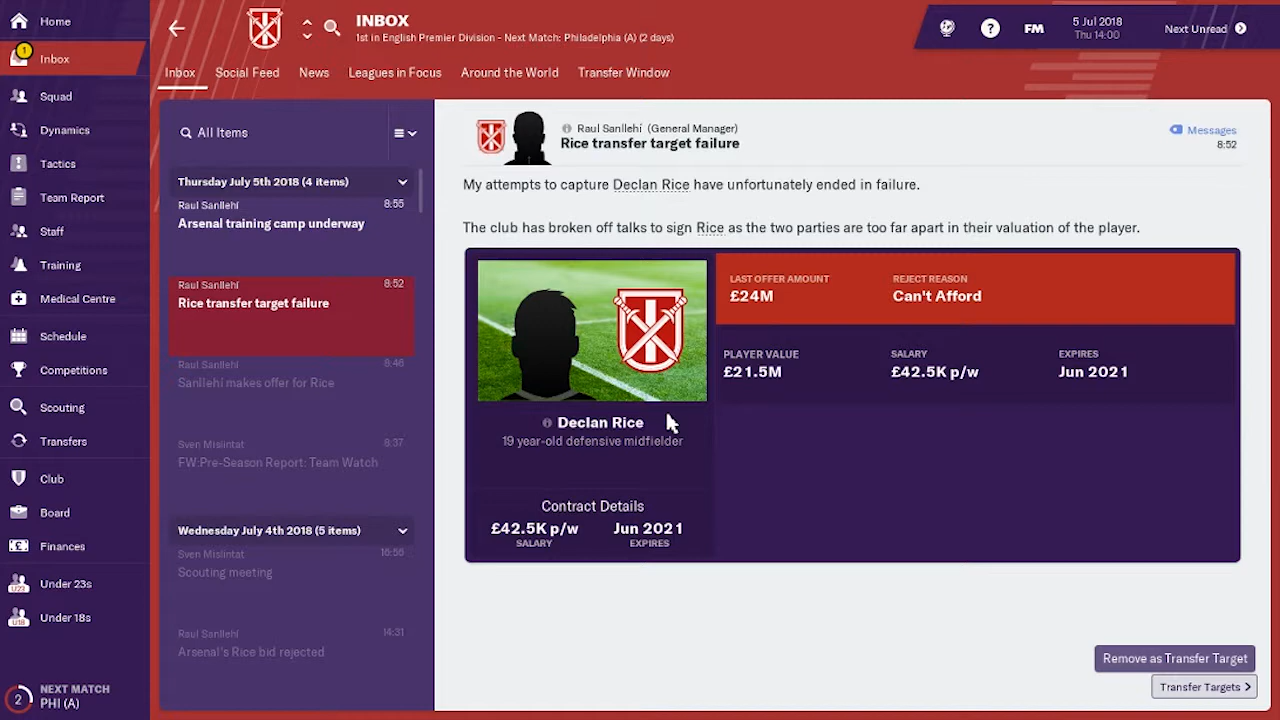 Home
1
Inbox
Squad
Dynamics
Tactics
Team Report
Staff
Training
Medical Centre
Schedule
Competitions
Scouting
Transfers
Club
Board
Finances
U23
Under 23s
U18
Under 18s
2
NEXT MATCH
PHI (A)
INBOX
1st in English Premier Division - Next Match: Philadelphia (A) (2 days)
?
FM
5 Jul 2018
Thu 14:00
Next Unread
Inbox
Social Feed
News
Leagues in Focus
Around the World
Transfer Window
All Items
Thursday July 5th 2018 (4 items)
Raul Sanllehí 8:55
Arsenal training camp underway
Raul Sanllehí 8:52
Rice transfer target failure
Raul Sanllehí 8:46
Sanllehí makes offer for Rice
Sven Mislintat 8:37
FW:Pre-Season Report: Team Watch
Wednesday July 4th 2018 (5 items)
Sven Mislintat 16:56
Scouting meeting
Raul Sanllehí 14:31
Arsenal's Rice bid rejected
Raul Sanllehí (General Manager)
Rice transfer target failure
Messages
8:52
My attempts to capture Declan Rice have unfortunately ended in failure.
The club has broken off talks to sign Rice as the two parties are too far apart in their valuation of the player.
LAST OFFER AMOUNT
£24M
REJECT REASON
Can't Afford
PLAYER VALUE
£21.5M
SALARY
£42.5K p/w
EXPIRES
Jun 2021
Declan Rice
19 year-old defensive midfielder
Contract Details
£42.5K p/w
SALARY
Jun 2021
EXPIRES
Remove as Transfer Target
Transfer Targets